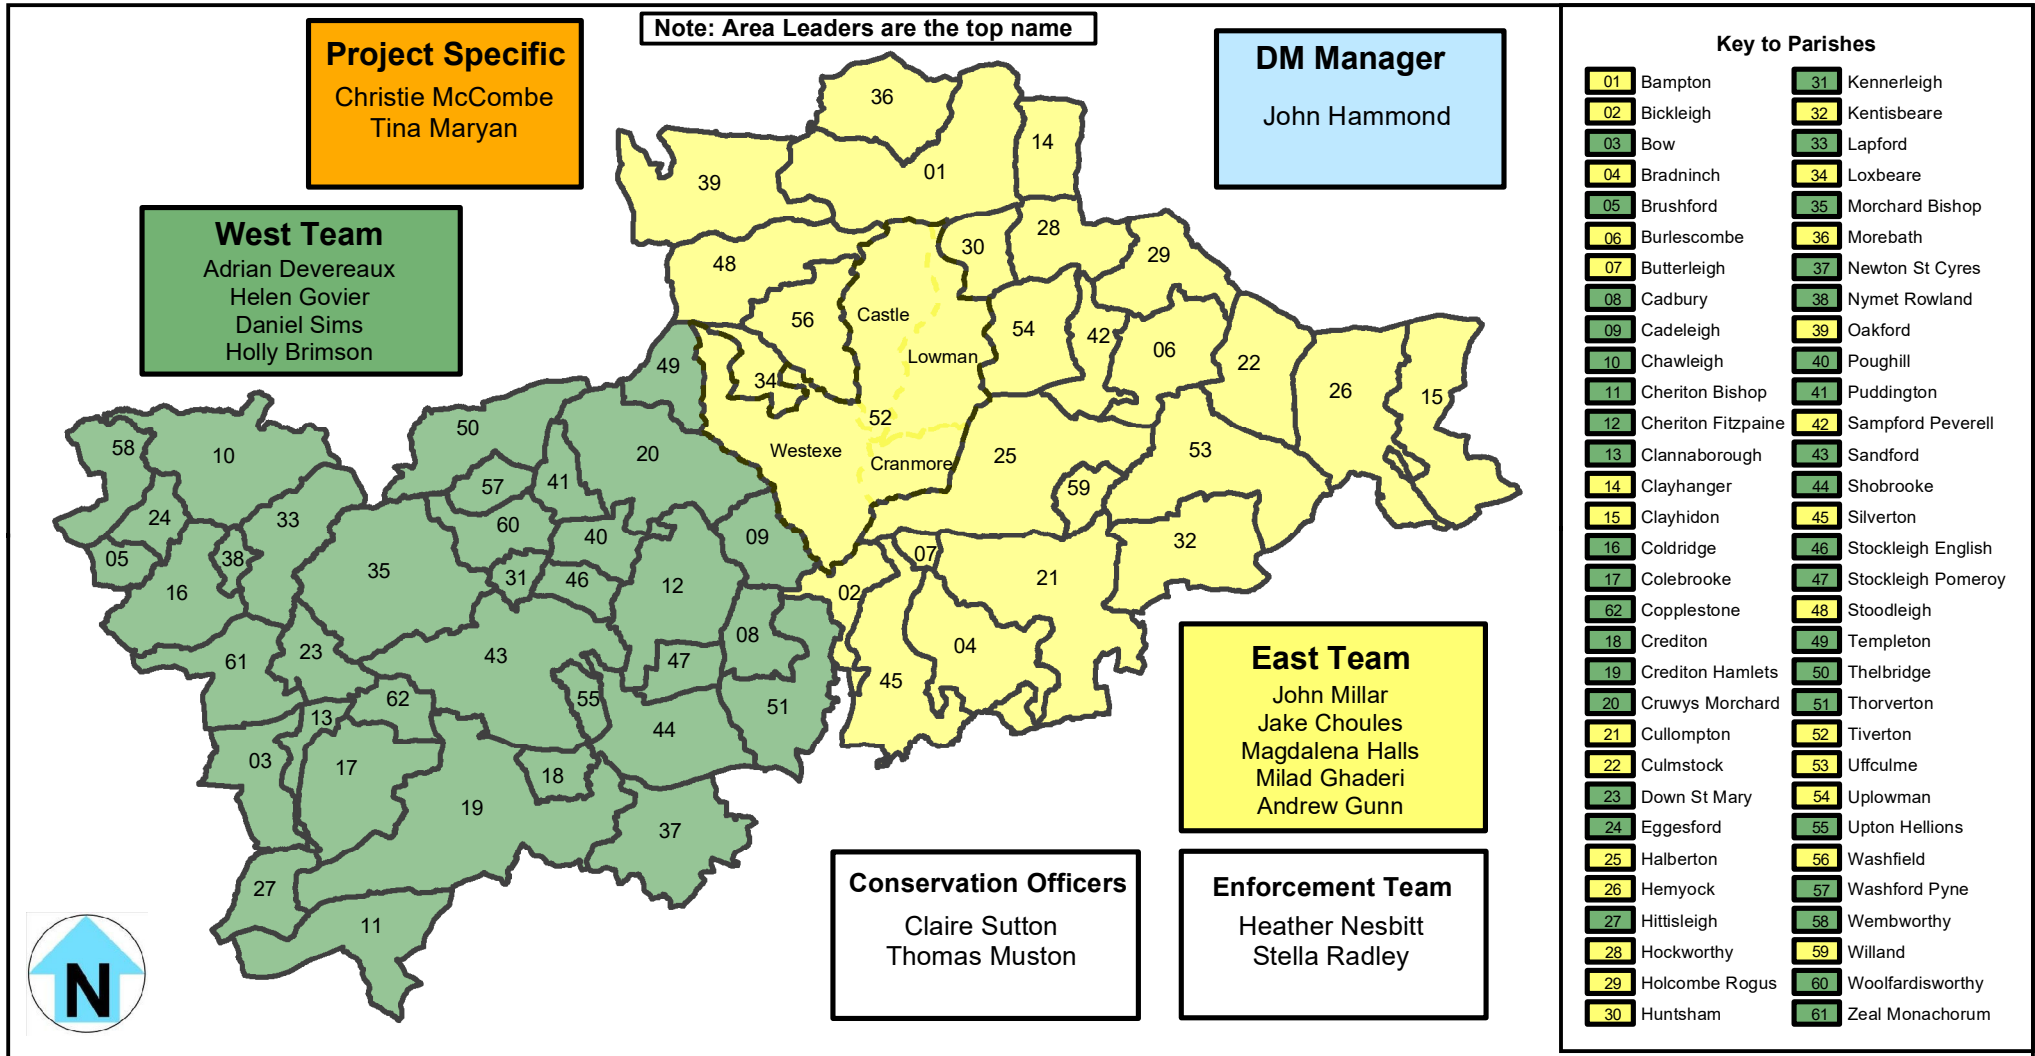 Note: Area Leaders are the top name
Project Specific
Christie McCombe
Tina Maryan
DM Manager
John Hammond
West Team
Adrian Devereaux
Helen Govier
Daniel Sims
Holly Brimson
36
14
01
39
28
30
29
48
Castle
56
54
42
06
22
Lowman
49
34
26
15
52
50
Westexe
Cranmore
25
53
58
10
20
57
41
59
24
33
60
40
09
32
05
38
07
35
31
46
12
02
21
16
08
04
61
23
43
47
45
62
55
13
51
44
03
17
18
19
37
27
11
East Team
John Millar
Jake Choules
Magdalena Halls
Milad Ghaderi
Andrew Gunn
Conservation Officers
Claire Sutton
Thomas Muston
Enforcement Team
Heather Nesbitt
Stella Radley
N
Key to Parishes
01 Bampton
02 Bickleigh
03 Bow
04 Bradninch
05 Brushford
06 Burlescombe
07 Butterleigh
08 Cadbury
09 Cadeleigh
10 Chawleigh
11 Cheriton Bishop
12 Cheriton Fitzpaine
13 Clannaborough
14 Clayhanger
15 Clayhidon
16 Coldridge
17 Colebrooke
62 Copplestone
18 Crediton
19 Crediton Hamlets
20 Cruwys Morchard
21 Cullompton
22 Culmstock
23 Down St Mary
24 Eggesford
25 Halberton
26 Hemyock
27 Hittisleigh
28 Hockworthy
29 Holcombe Rogus
30 Huntsham
31 Kennerleigh
32 Kentisbeare
33 Lapford
34 Loxbeare
35 Morchard Bishop
36 Morebath
37 Newton St Cyres
38 Nymet Rowland
39 Oakford
40 Poughill
41 Puddington
42 Sampford Peverell
43 Sandford
44 Shobrooke
45 Silverton
46 Stockleigh English
47 Stockleigh Pomeroy
48 Stoodleigh
49 Templeton
50 Thelbridge
51 Thorverton
52 Tiverton
53 Uffculme
54 Uplowman
55 Upton Hellions
56 Washfield
57 Washford Pyne
58 Wembworthy
59 Willand
60 Woolfardisworthy
61 Zeal Monachorum